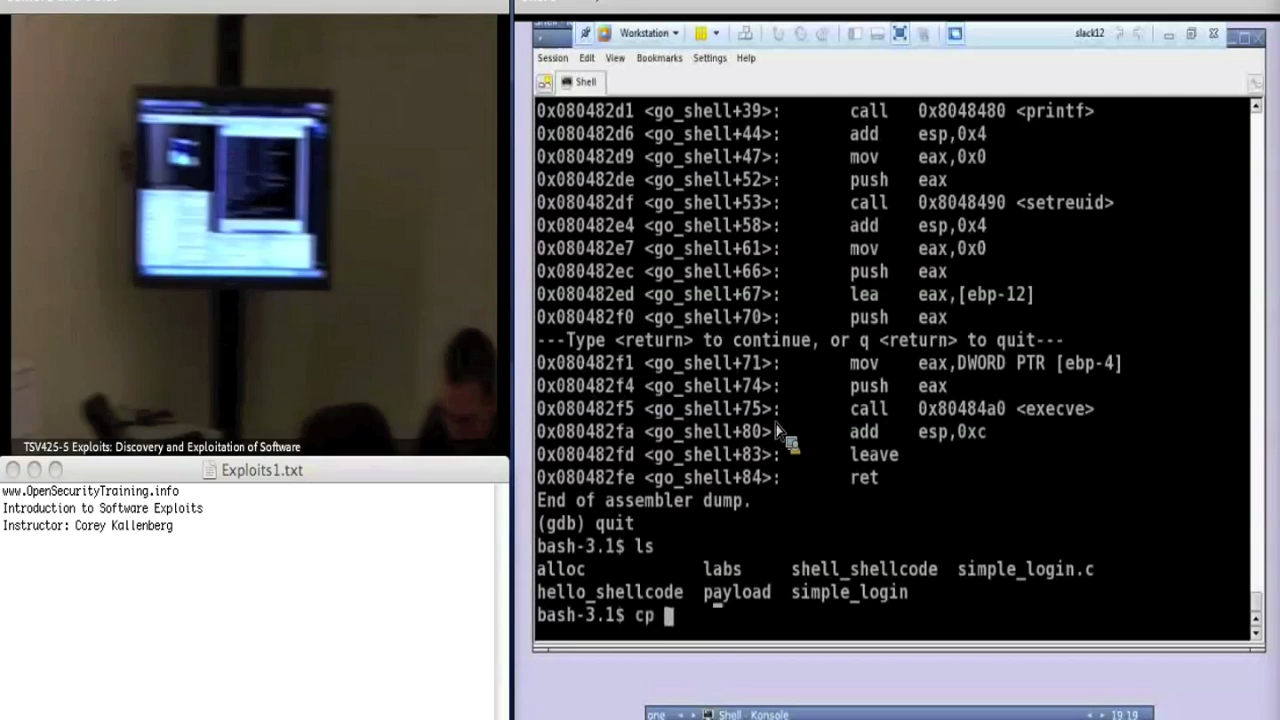 TSV425-5 Exploits: Discovery and Exploitation of Software
Exploits1.txt
www.OpenSecurityTraining.info
Introduction to Software Exploits
Instructor: Corey Kallenberg
Workstation
slack12
Session Edit View Bookmarks Settings Help
Shell
0x080482d1 <go_shell+39>: call 0x8048480 <printf>
0x080482d6 <go_shell+44>: add esp,0x4
0x080482d9 <go_shell+47>: mov eax,0x0
0x080482de <go_shell+52>: push eax
0x080482df <go_shell+53>: call 0x8048490 <setreuid>
0x080482e4 <go_shell+58>: add esp,0x4
0x080482e7 <go_shell+61>: mov eax,0x0
0x080482ec <go_shell+66>: push eax
0x080482ed <go_shell+67>: lea eax,[ebp-12]
0x080482f0 <go_shell+70>: push eax
---Type <return> to continue, or q <return> to quit---
0x080482f1 <go_shell+71>: mov eax,DWORD PTR [ebp-4]
0x080482f4 <go_shell+74>: push eax
0x080482f5 <go_shell+75>: call 0x80484a0 <execve>
0x080482fa <go_shell+80>: add esp,0xc
0x080482fd <go_shell+83>: leave
0x080482fe <go_shell+84>: ret
End of assembler dump.
(gdb) quit
bash-3.1$ ls
alloc labs shell_shellcode simple_login.c
hello_shellcode payload simple_login
bash-3.1$ cp
one Shell - Konsole 19:19